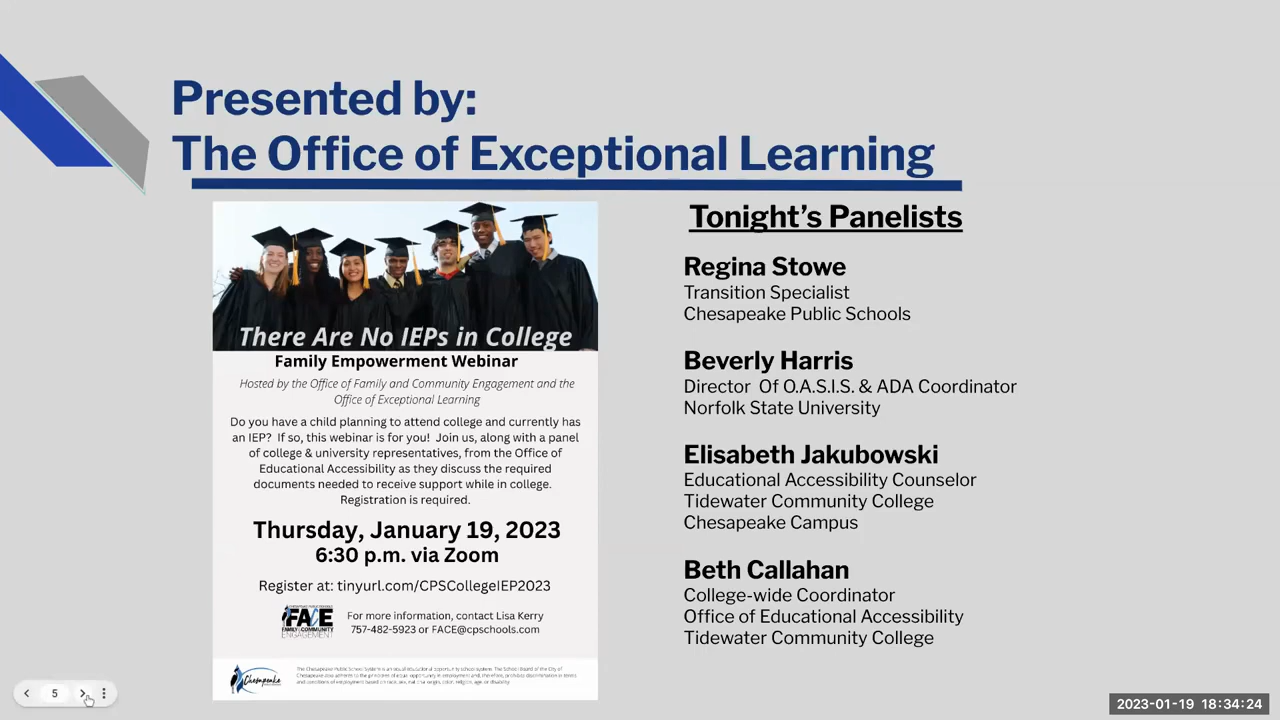 Presented by:
The Office of Exceptional Learning
There Are No IEPs in College
Family Empowerment Webinar
Hosted by the Office of Family and Community Engagement and the
Office of Exceptional Learning
Do you have a child planning to attend college and currently has
an IEP? If so, this webinar is for you! Join us, along with a panel
of college & university representatives, from the Office of
Educational Accessibility as they discuss the required
documents needed to receive support while in college.
Registration is required.
Thursday, January 19, 2023
6:30 p.m. via Zoom
Register at: tinyurl.com/CPSCollegeIEP2023
FACE
FAMILY & COMMUNITY
ENGAGEMENT
For more information, contact Lisa Kerry
757-482-5923 or FACE@cpschools.com
Chesapeake
Tonight's Panelists
Regina Stowe
Transition Specialist
Chesapeake Public Schools
Beverly Harris
Director Of O.A.S.I.S. & ADA Coordinator
Norfolk State University
Elisabeth Jakubowski
Educational Accessibility Counselor
Tidewater Community College
Chesapeake Campus
Beth Callahan
College-wide Coordinator
Office of Educational Accessibility
Tidewater Community College
5
2023-01-19 18:34:24